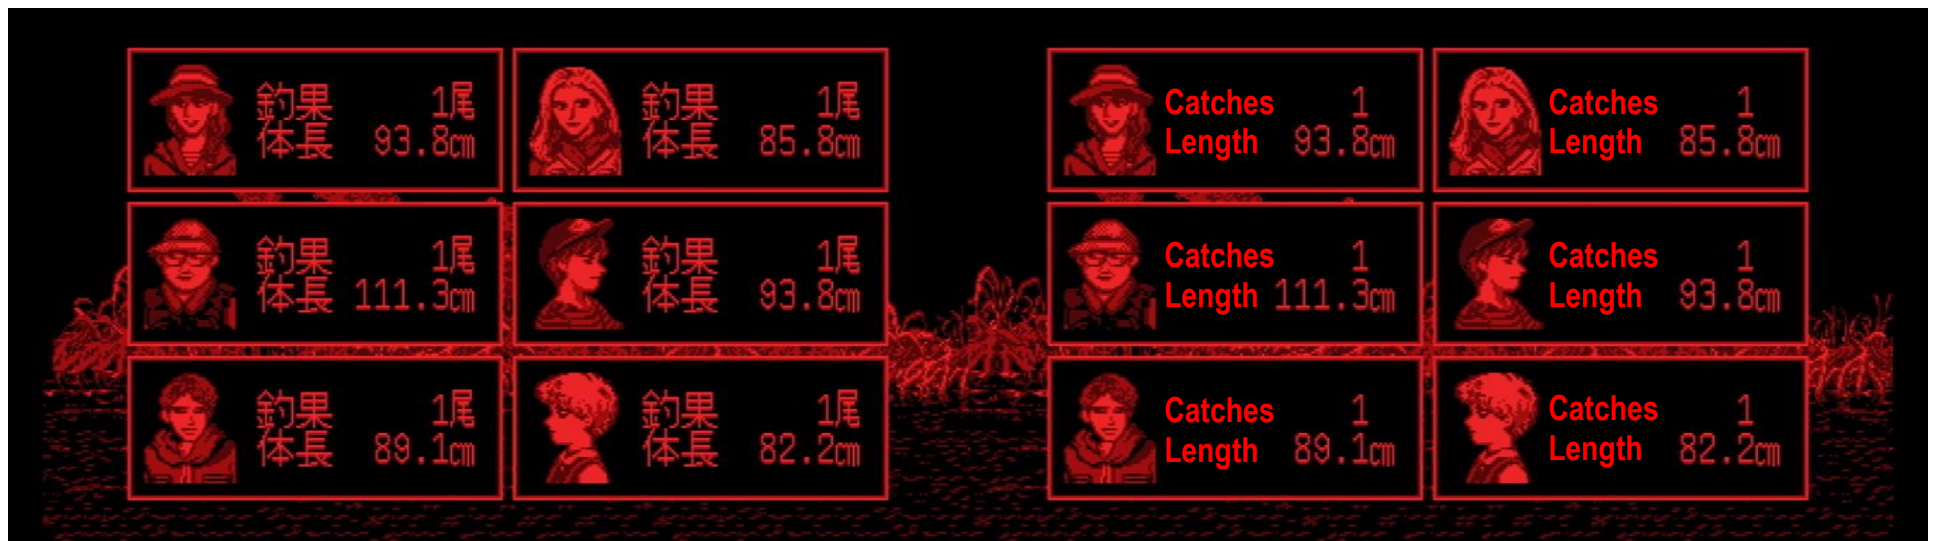 釣果 1尾
体長 93.8cm
釣果 1尾
体長 85.8cm
釣果 1尾
体長 111.3cm
釣果 1尾
体長 93.8cm
釣果 1尾
体長 89.1cm
釣果 1尾
体長 82.2cm
Catches 1
Length 93.8cm
Catches 1
Length 85.8cm
Catches 1
Length 111.3cm
Catches 1
Length 93.8cm
Catches 1
Length 89.1cm
Catches 1
Length 82.2cm